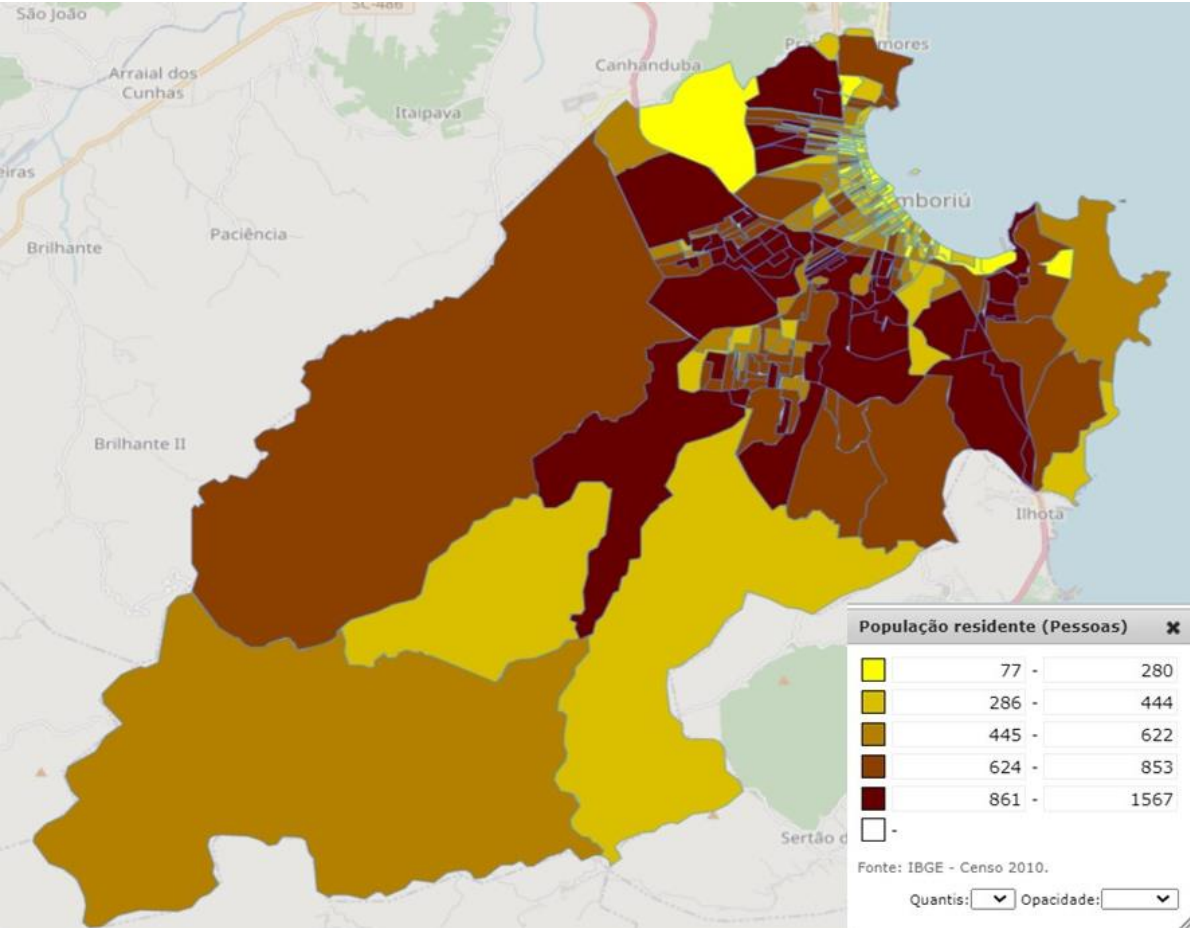 São João
SC-486
Arraial dos
Cunhas
Canhanduba
Itaipava
Brilhante
Paciência
mboriú
Brilhante II
Ilhota
População residente (Pessoas) ✖
77 - 280
286 - 444
445 - 622
624 - 853
861 - 1567
-
Sertão d
Fonte: IBGE - Censo 2010.
Quantis: Opacidade: